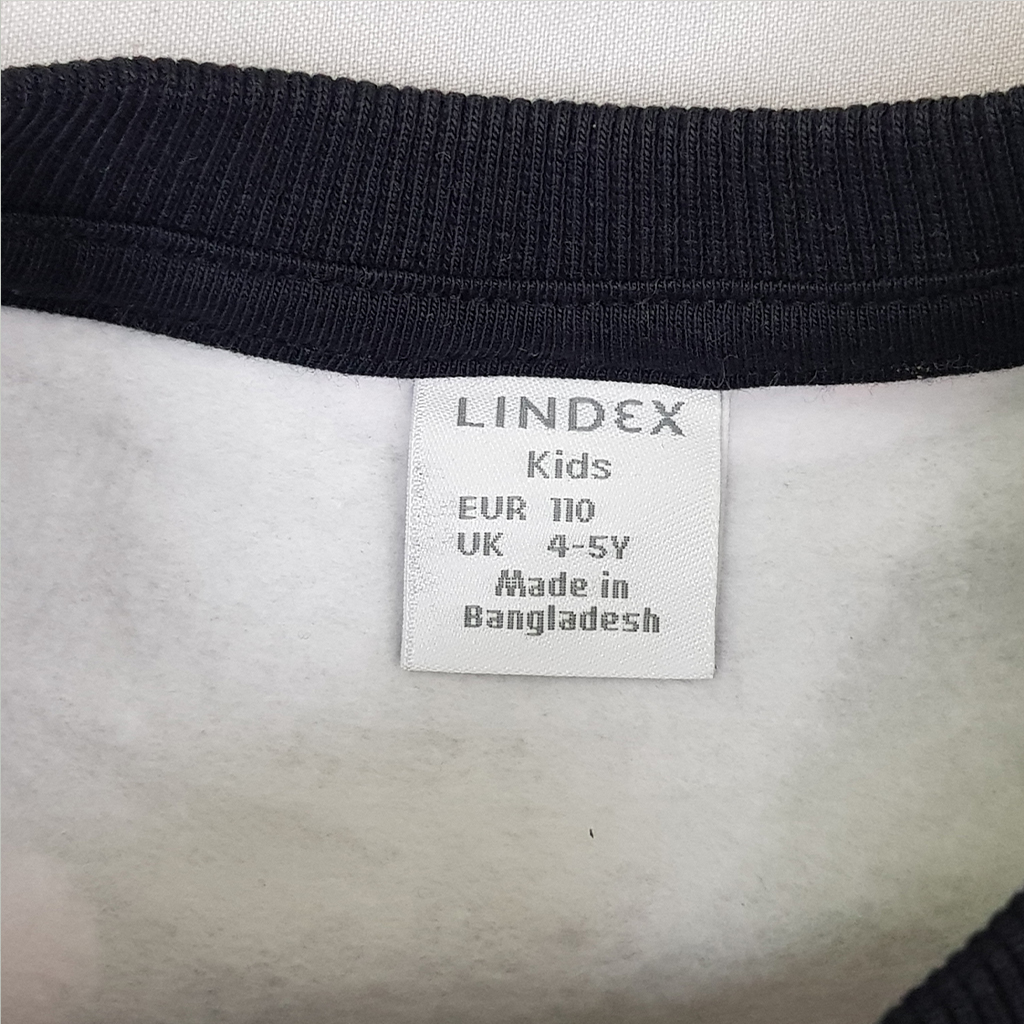 LINDEX
Kids
EUR 110
UK 4-5Y
Made in
Bangladesh